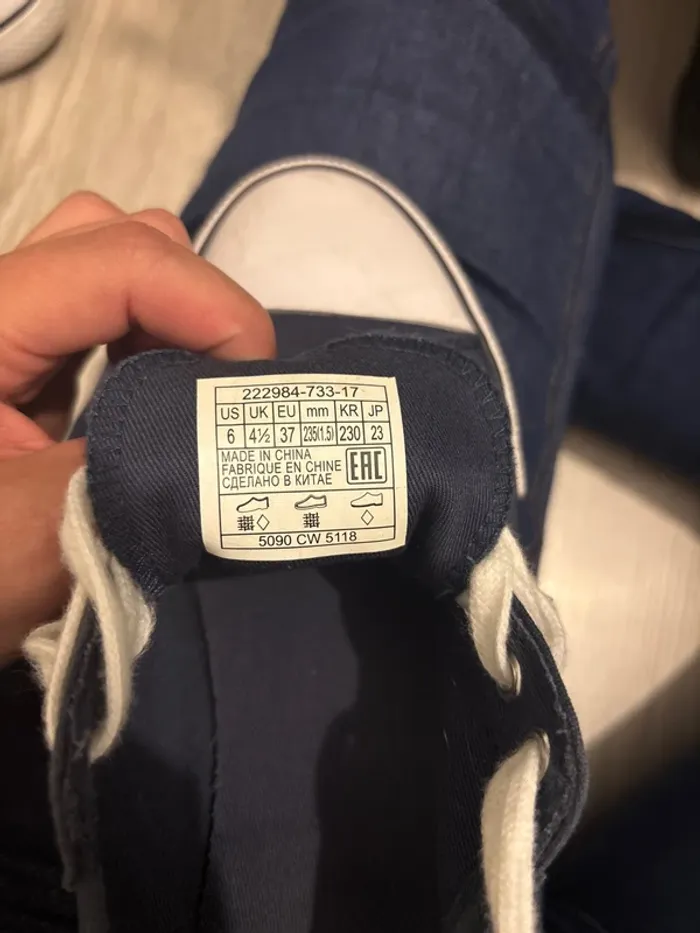 222984-733-17
US UK EU mm KR JP
6 4½ 37 235(1.5) 230 23
MADE IN CHINA
FABRIQUE EN CHINE
СДЕЛАНО В КИТАЕ
EAC
5090 CW 5118